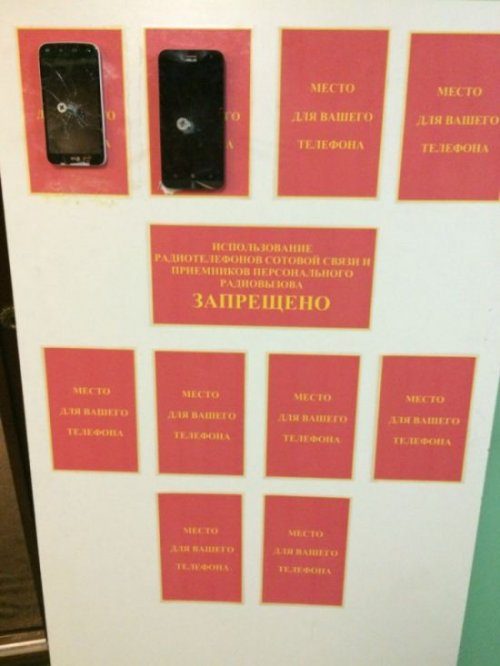 МЕСТО
ДЛЯ ВАШЕГО
ТЕЛЕФОНА
МЕСТО
ДЛЯ ВАШЕГО
ТЕЛЕФОНА
ИСПОЛЬЗОВАНИЕ
РАДИОТЕЛЕФОНОВ СОТОВОЙ СВЯЗИ И
ПРИЕМНИКОВ ПЕРСОНАЛЬНОГО
РАДИОВЫЗОВА
ЗАПРЕЩЕНО
МЕСТО
ДЛЯ ВАШЕГО
ТЕЛЕФОНА
МЕСТО
ДЛЯ ВАШЕГО
ТЕЛЕФОНА
МЕСТО
ДЛЯ ВАШЕГО
ТЕЛЕФОНА
МЕСТО
ДЛЯ ВАШЕГО
ТЕЛЕФОНА
МЕСТО
ДЛЯ ВАШЕГО
ТЕЛЕФОНА
МЕСТО
ДЛЯ ВАШЕГО
ТЕЛЕФОНА